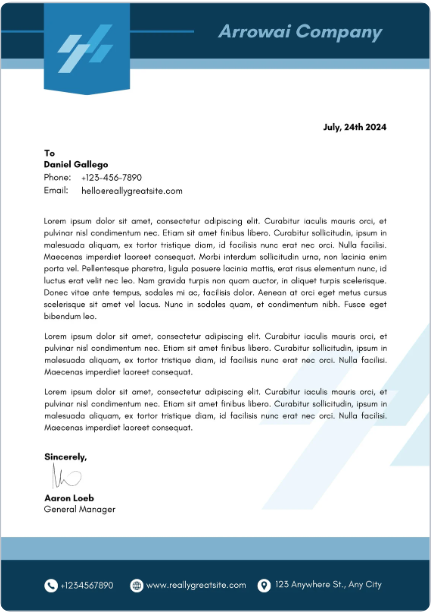 Arrowai Company
July, 24th 2024
To
Daniel Gallego
Phone: +123-456-7890
Email: hello@reallygreatsite.com
Lorem ipsum dolor sit amet, consectetur adipiscing elit. Curabitur iaculis mauris orci, et
pulvinar nisl condimentum nec. Etiam sit amet finibus libero. Curabitur sollicitudin, ipsum in
malesuada aliquam, ex tortor tristique diam, id facilisis nunc erat nec orci. Nulla facilisi.
Maecenas imperdiet laoreet consequat. Morbi interdum sollicitudin urna, non lacinia enim
porta vel. Pellentesque pharetra, ligula posuere lacinia mattis, erat risus elementum nunc, id
luctus erat velit nec leo. Nam gravida turpis non quam auctor, in aliquet turpis scelerisque.
Donec vitae ante tempus, sodales mi ac, facilisis dolor. Aenean at orci eget metus cursus
scelerisque sit amet vel lacus. Nunc in sodales quam, et condimentum nibh. Fusce eget
bibendum leo.
Lorem ipsum dolor sit amet, consectetur adipiscing elit. Curabitur iaculis mauris orci, et
pulvinar nisl condimentum nec. Etiam sit amet finibus libero. Curabitur sollicitudin, ipsum in
malesuada aliquam, ex tortor tristique diam, id facilisis nunc erat nec orci. Nulla facilisi.
Maecenas imperdiet laoreet consequat.
Lorem ipsum dolor sit amet, consectetur adipiscing elit. Curabitur iaculis mauris orci, et
pulvinar nisl condimentum nec. Etiam sit amet finibus libero. Curabitur sollicitudin, ipsum in
malesuada aliquam, ex tortor tristique diam, id facilisis nunc erat nec orci. Nulla facilisi.
Maecenas imperdiet laoreet consequat.
Sincerely,
Aaron Loeb
General Manager
+1234567890 www.reallygreatsite.com 123 Anywhere St., Any City